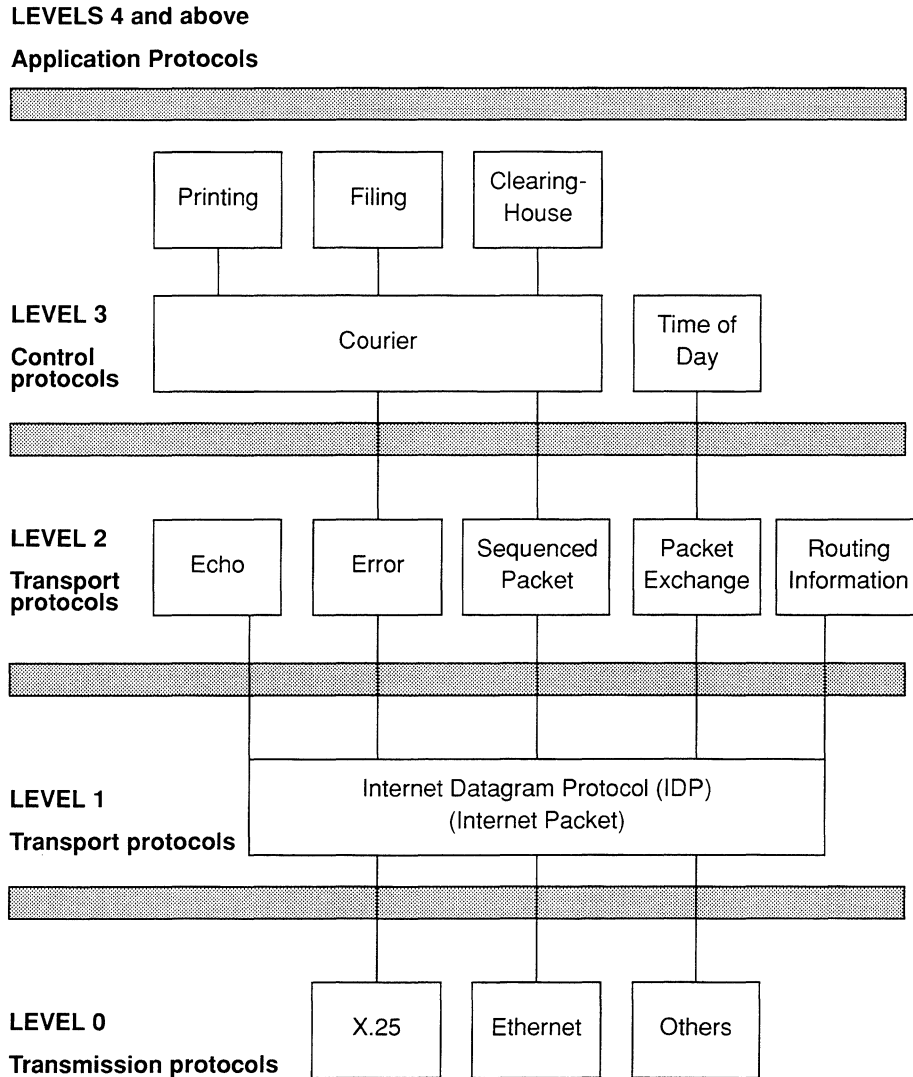 LEVELS 4 and above
Application Protocols
Printing
Filing
Clearing-
House
LEVEL 3
Control
protocols
Courier
Time of
Day
LEVEL 2
Transport
protocols
Echo
Error
Sequenced
Packet
Packet
Exchange
Routing
Information
LEVEL 1
Transport protocols
Internet Datagram Protocol (IDP)
(Internet Packet)
LEVEL 0
Transmission protocols
X.25
Ethernet
Others